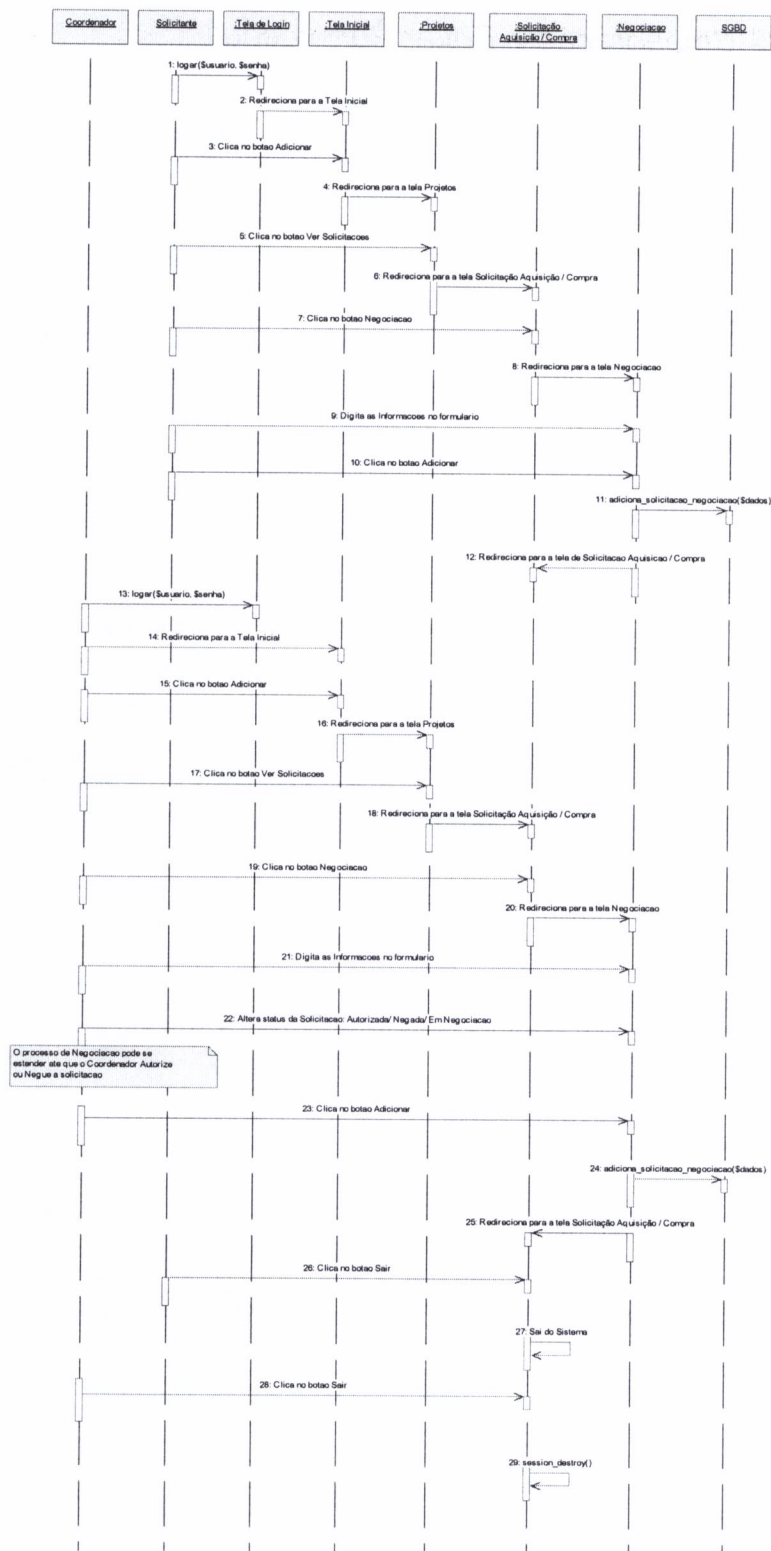 Coordenador
Solicitante
:Tela de Login
:Tela Inicial
:Projetos
:Solicitação
Aquisição / Compra
:Negociacao
SGBD
1: logar($usuario, $senha)
2: Redireciona para a Tela Inicial
3: Clica no botao Adicionar
4: Redireciona para a tela Projetos
5: Clica no botao Ver Solicitacoes
6: Redireciona para a tela Solicitação Aquisição / Compra
7: Clica no botao Negociacao
8: Redireciona para a tela Negociacao
9: Digita as Informacoes no formulario
10: Clica no botao Adicionar
11: adiciona_solicitacao_negociacao($dados)
12: Redireciona para a tela de Solicitacao Aquisicao / Compra
13: logar($usuario, $senha)
14: Redireciona para a Tela Inicial
15: Clica no botao Adicionar
16: Redireciona para a tela Projetos
17: Clica no botao Ver Solicitacoes
18: Redireciona para a tela Solicitação Aquisição / Compra
19: Clica no botao Negociacao
20: Redireciona para a tela Negociacao
21: Digita as Informacoes no formulario
22: Altera status da Solicitacao: Autorizada/ Negado/ Em Negociacao
O processo de Negociacao pode se
estender ate que o Coordenador Autorize
ou Negue a solicitacao
23: Clica no botao Adicionar
24: adiciona_solicitacao_negociacao($dados)
25: Redireciona para a tela Solicitação Aquisição / Compra
26: Clica no botao Sair
27: Sai do Sistema
28: Clica no botao Sair
29: session_destroy()